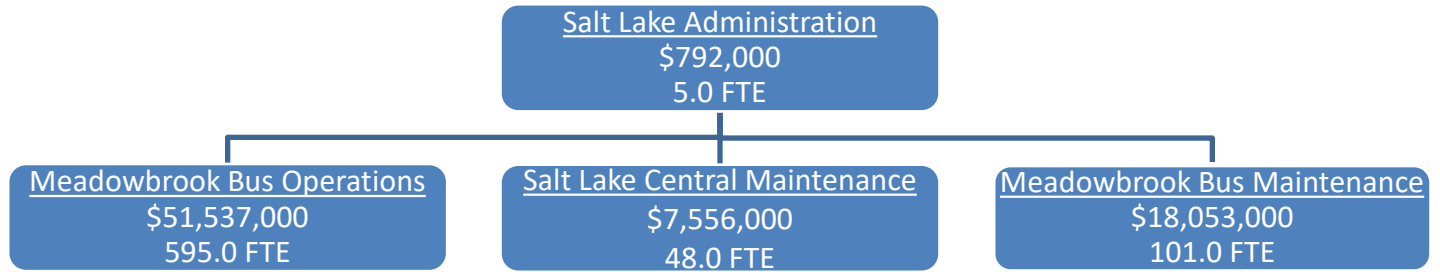 Salt Lake Administration
$792,000
5.0 FTE
Meadowbrook Bus Operations
$51,537,000
595.0 FTE
Salt Lake Central Maintenance
$7,556,000
48.0 FTE
Meadowbrook Bus Maintenance
$18,053,000
101.0 FTE